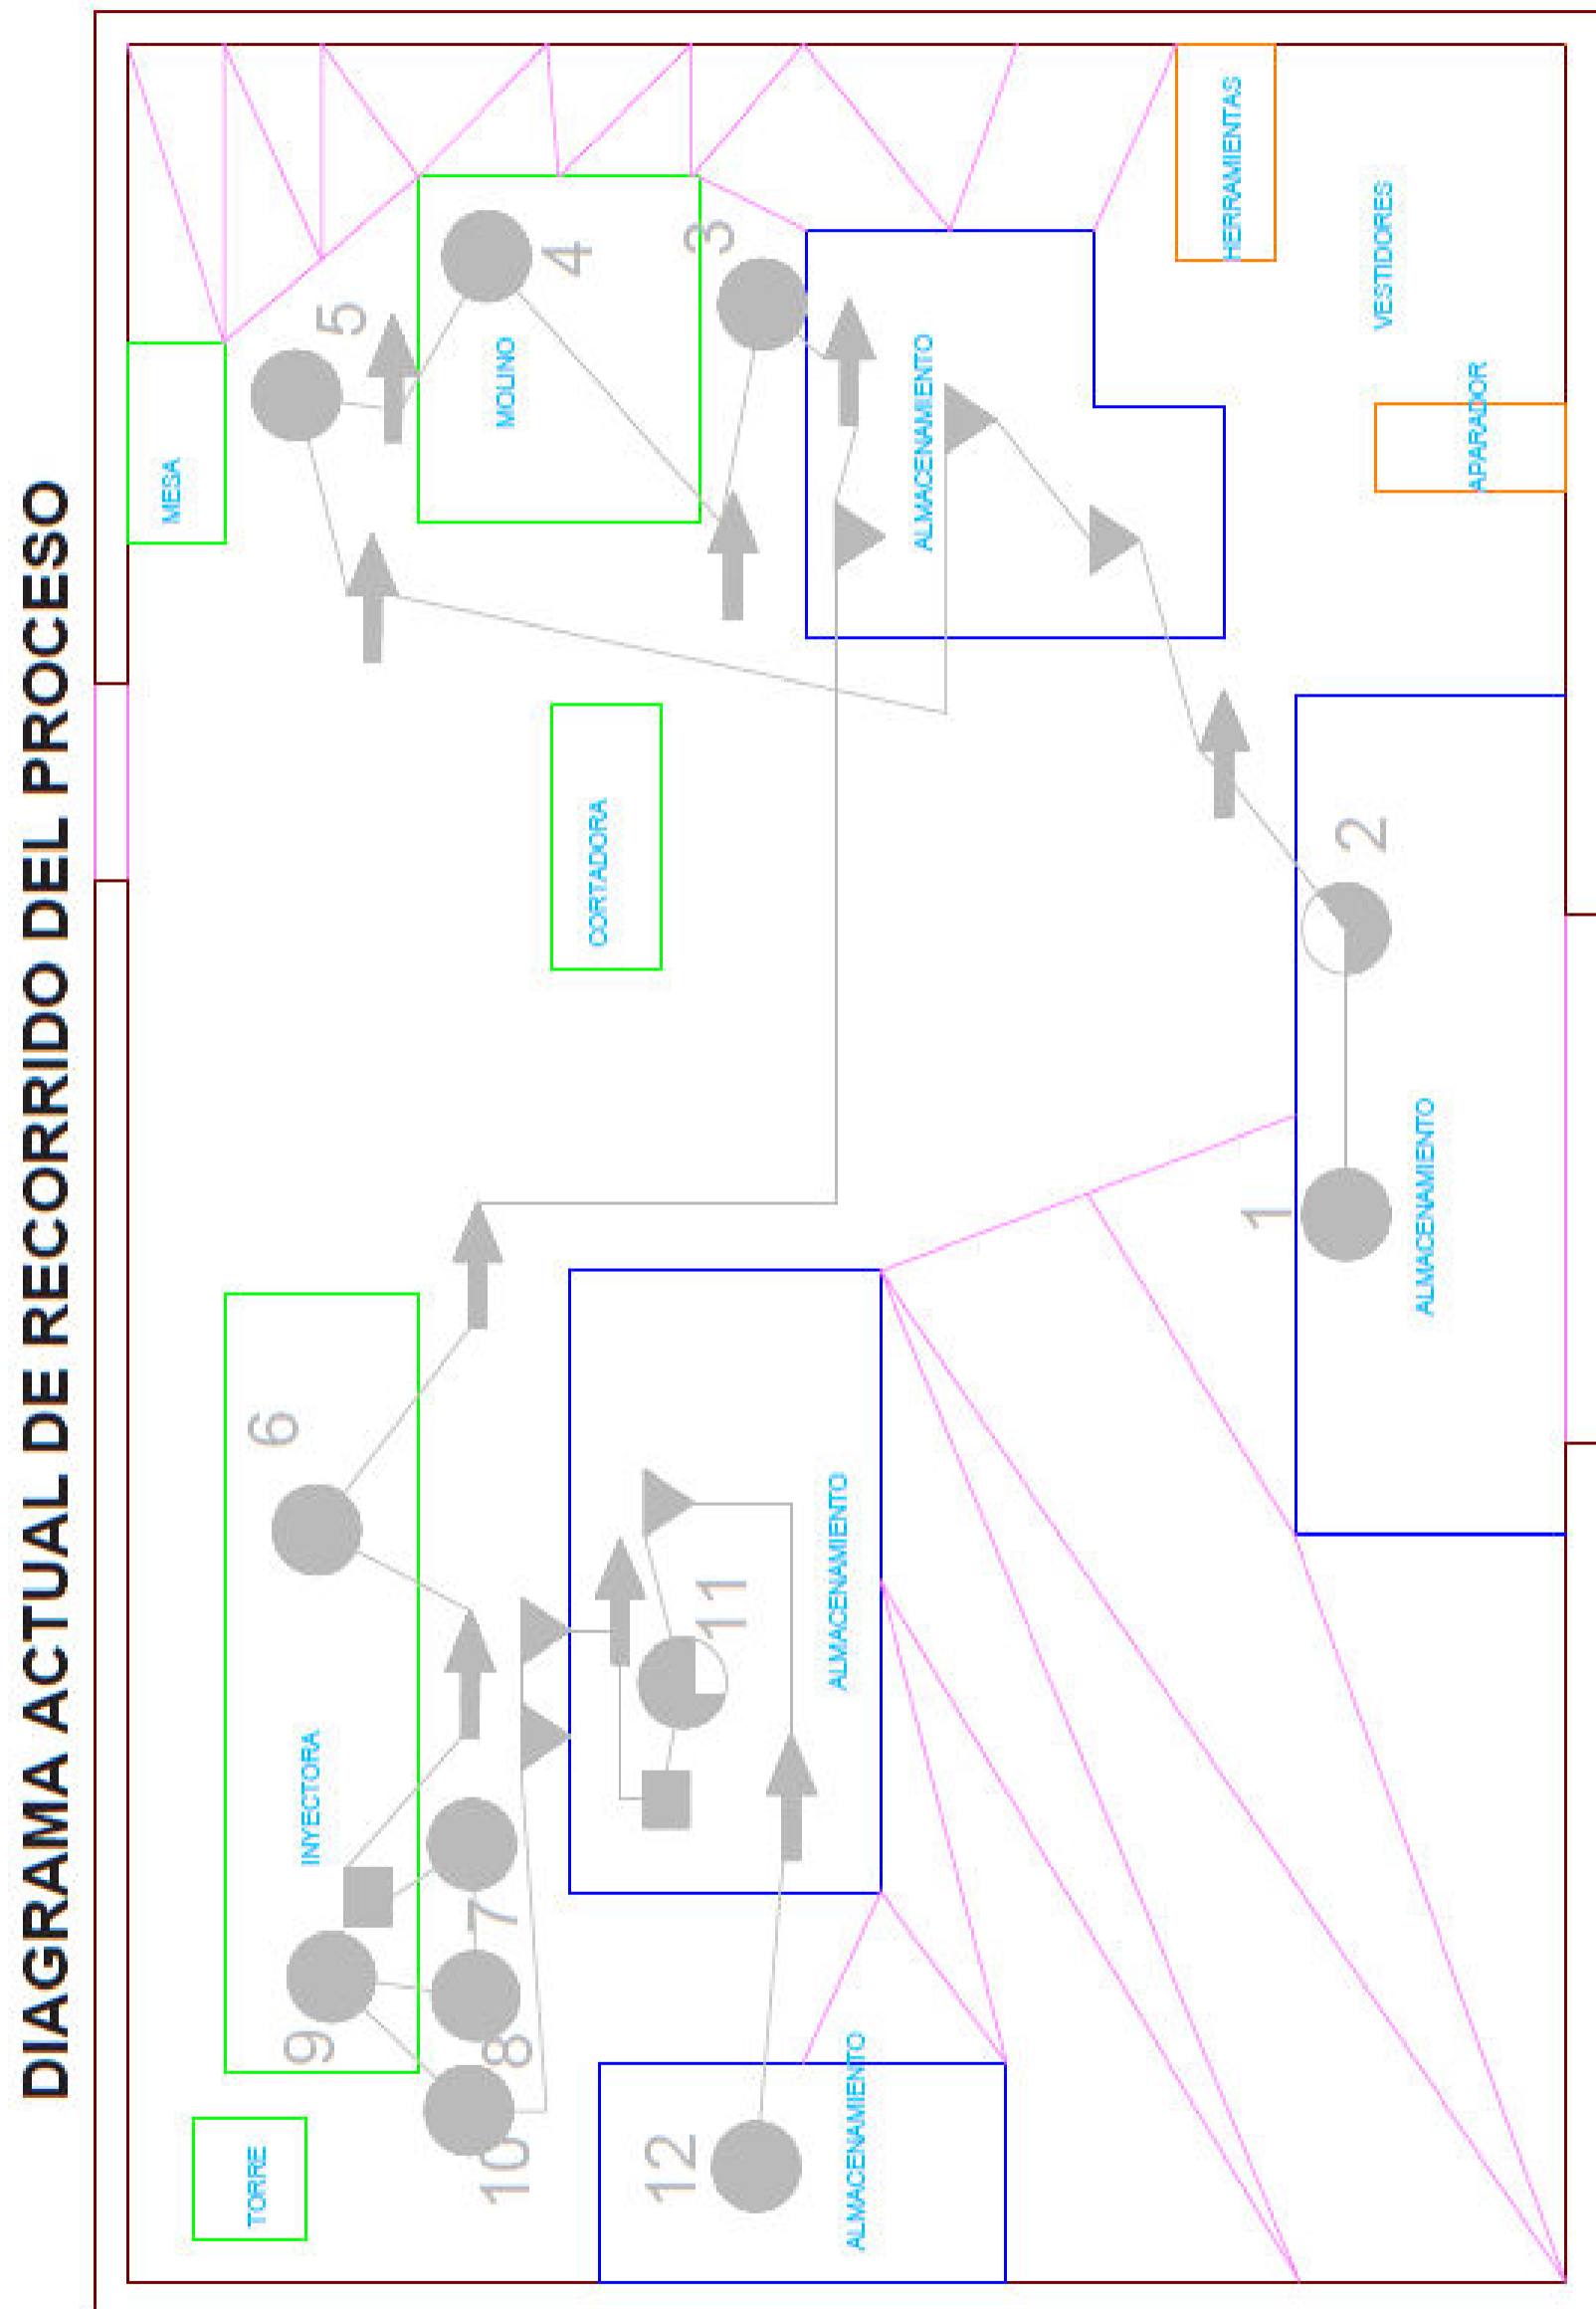 DIAGRAMA ACTUAL DE RECORRIDO DEL PROCESO
MESA
TORRE
6
9
INYECTORA
5
10
8
7
MOLINO
4
CORTADORA
12
11
3
ALMACENAMIENTO
ALMACENAMIENTO
ALMACENAMIENTO
HERRAMIENTAS
1
2
VESTIDORES
ALMACENAMIENTO
APARADOR